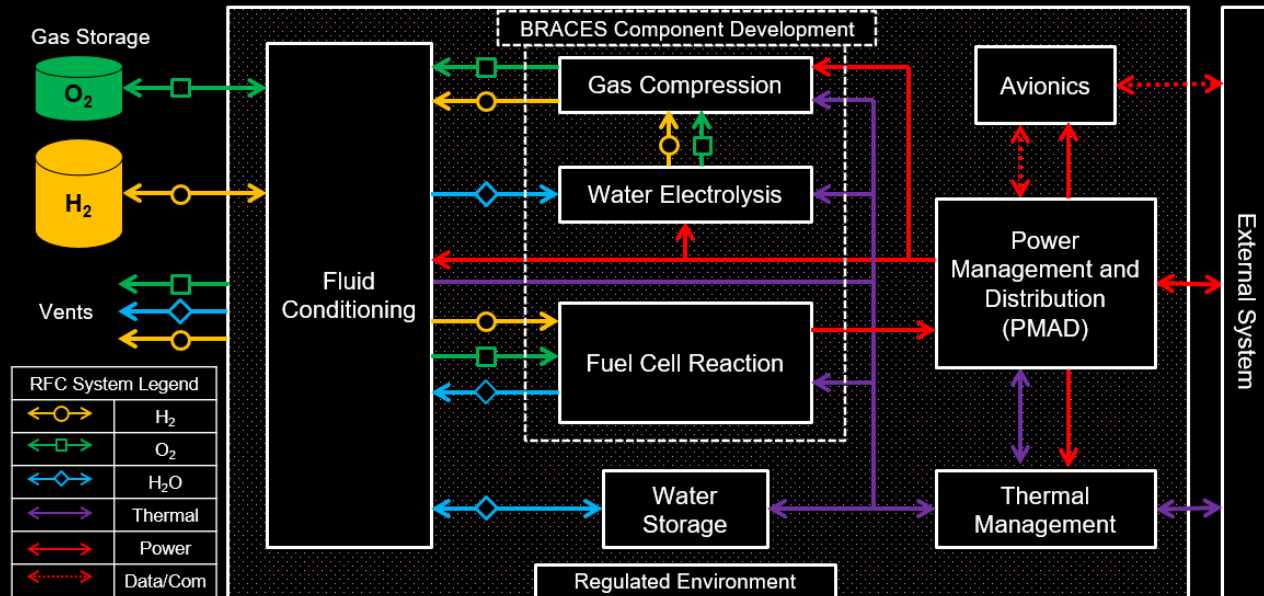 Gas Storage
O2
H2
Vents
RFC System Legend
H2
O2
H2O
Thermal
Power
Data/Com
Fluid
Conditioning
BRACES Component Development
Gas Compression
Water Electrolysis
Fuel Cell Reaction
Water
Storage
Avionics
Power
Management and
Distribution
(PMAD)
Thermal
Management
Regulated Environment
External System